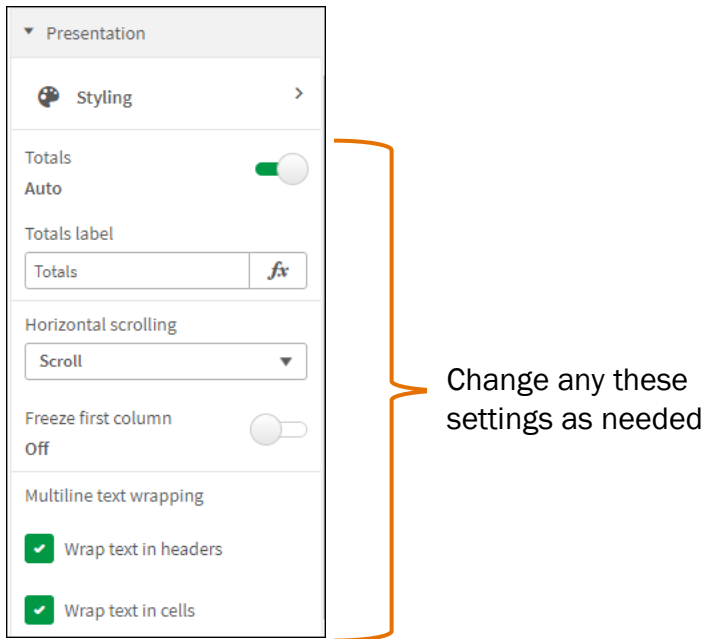 Presentation
Styling
Totals
Auto
Totals label
Totals
fx
Horizontal scrolling
Scroll
Freeze first column
Off
Multiline text wrapping
Wrap text in headers
Wrap text in cells
Change any these
settings as needed